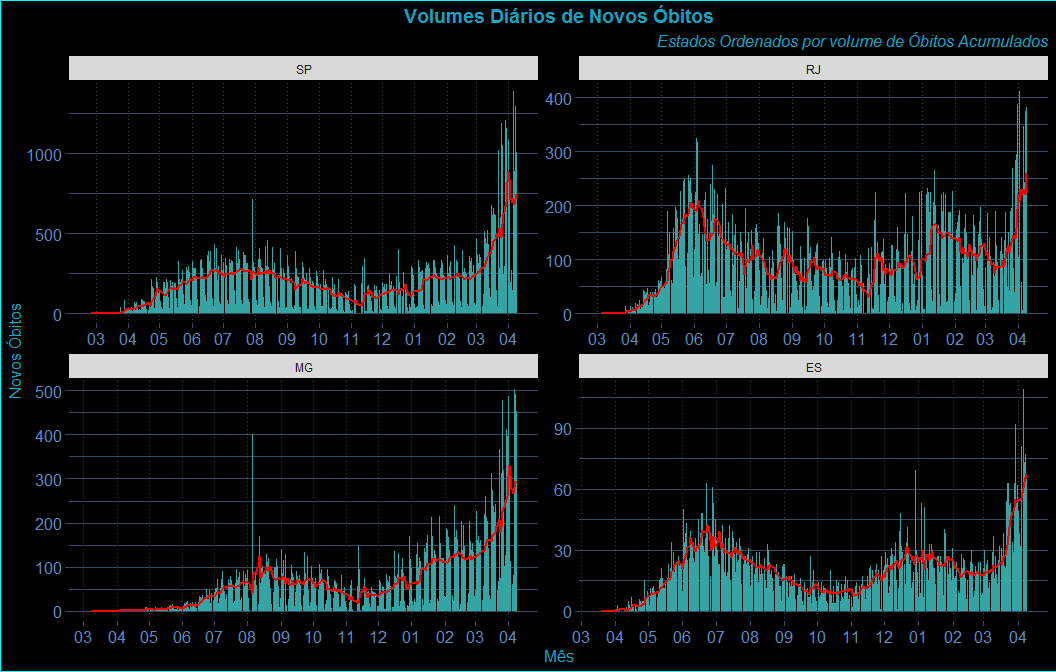 Volumes Diários de Novos Óbitos
Estados Ordenados por volume de Óbitos Acumulados
SP
1000
500
0
03 04 05 06 07 08 09 10 11 12 01 02 03 04
RJ
400
300
200
100
0
03 04 05 06 07 08 09 10 11 12 01 02 03 04
Novos Óbitos
MG
500
400
300
200
100
0
03 04 05 06 07 08 09 10 11 12 01 02 03 04
ES
90
60
30
0
03 04 05 06 07 08 09 10 11 12 01 02 03 04
Mês